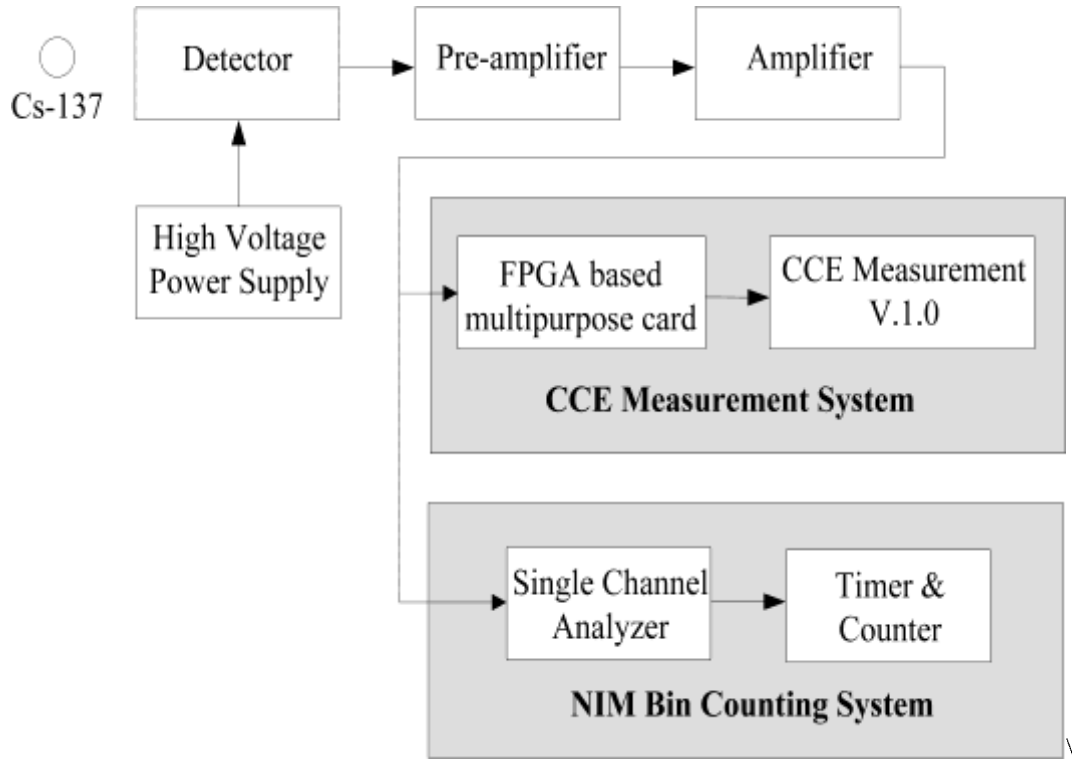 Cs-137
Detector
Pre-amplifier
Amplifier
High Voltage
Power Supply
FPGA based
multipurpose card
CCE Measurement
V.1.0
CCE Measurement System
Single Channel
Analyzer
Timer &
Counter
NIM Bin Counting System
\